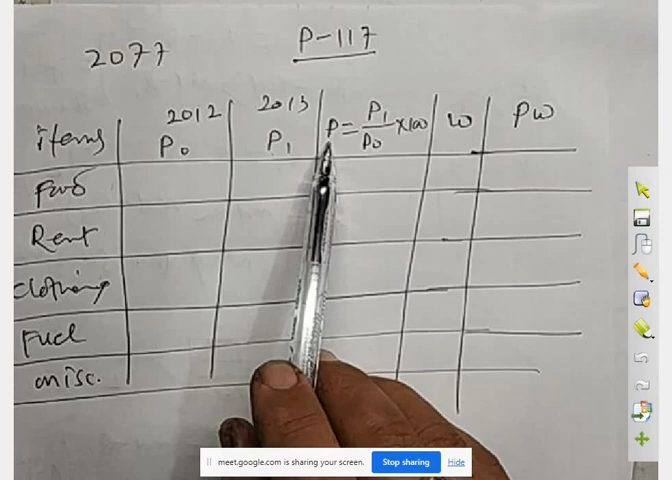 P-117
2077
items 2012 P₀ 2013 P₁ P = P₁/P₀ ×100 W PW
Food
Rent
Clothing
Fuel
misc.
meet.google.com is sharing your screen. Stop sharing Hide